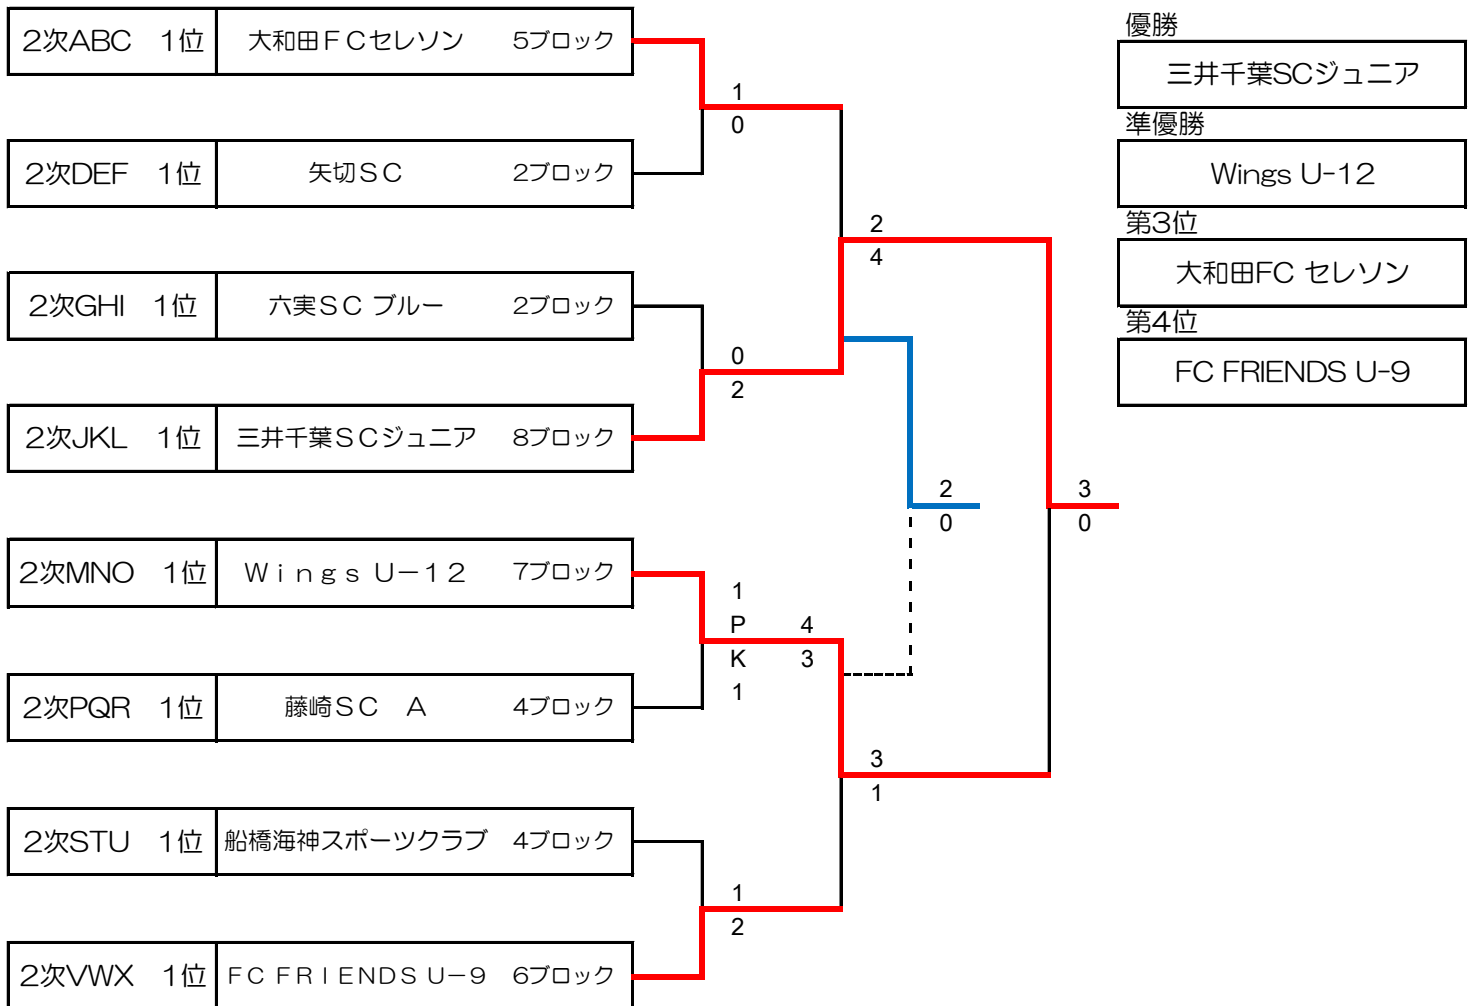 2次ABC 1位 大和田ＦＣセレソン 5ブロック
1
0
2次DEF 1位 矢切ＳＣ 2ブロック
2
4
2次GHI 1位 六実ＳＣ ブルー 2ブロック
0
2
2次JKL 1位 三井千葉ＳＣジュニア 8ブロック
2
0
3
0
2次MNO 1位 Ｗｉｎｇｓ Ｕ－１２ 7ブロック
1
P 4
K 3
1
2次PQR 1位 藤崎ＳＣ　Ａ 4ブロック
3
1
2次STU 1位 船橋海神スポーツクラブ 4ブロック
1
2
2次VWX 1位 ＦＣ ＦＲＩＥＮＤＳ Ｕ－９ 6ブロック
優勝
三井千葉SCジュニア
準優勝
Wings U-12
第3位
大和田FC セレソン
第4位
FC FRIENDS U-9